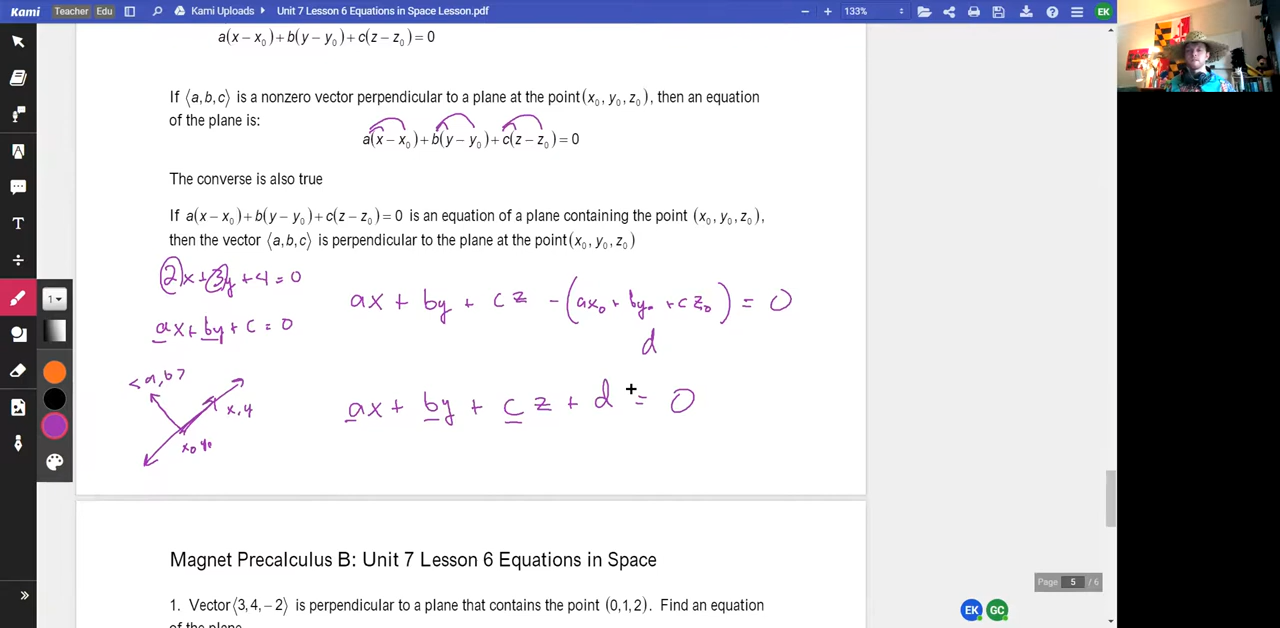 Kami Teacher Edu Kami Uploads Unit 7 Lesson 6 Equations in Space Lesson.pdf 133% EK
a(x − x₀) + b(y − y₀) + c(z − z₀) = 0
If ⟨a, b, c⟩ is a nonzero vector perpendicular to a plane at the point (x₀, y₀, z₀), then an equation
of the plane is:
a(x − x₀) + b(y − y₀) + c(z − z₀) = 0
The converse is also true
If a(x − x₀) + b(y − y₀) + c(z − z₀) = 0 is an equation of a plane containing the point (x₀, y₀, z₀),
then the vector ⟨a, b, c⟩ is perpendicular to the plane at the point (x₀, y₀, z₀)
2x + 3y + 4 = 0
ax + by + cz − (ax₀ + by₀ + cz₀) = 0
1
ax + by + c = 0
d
<a, b>
x, y
x₀ y₀
ax + by + cz + d = 0
Magnet Precalculus B: Unit 7 Lesson 6 Equations in Space
Page 5 / 6
1. Vector ⟨3, 4, −2⟩ is perpendicular to a plane that contains the point (0, 1, 2). Find an equation
of the plane.
EK GC